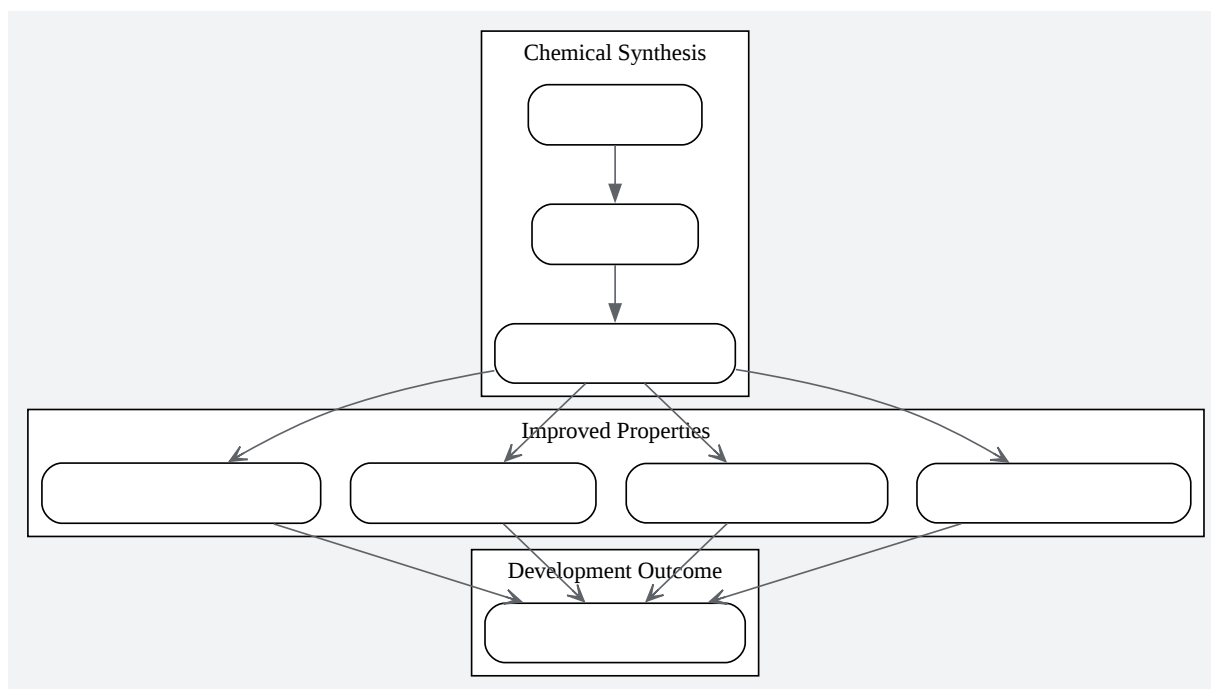 Chemical Synthesis
Improved Properties
Development Outcome